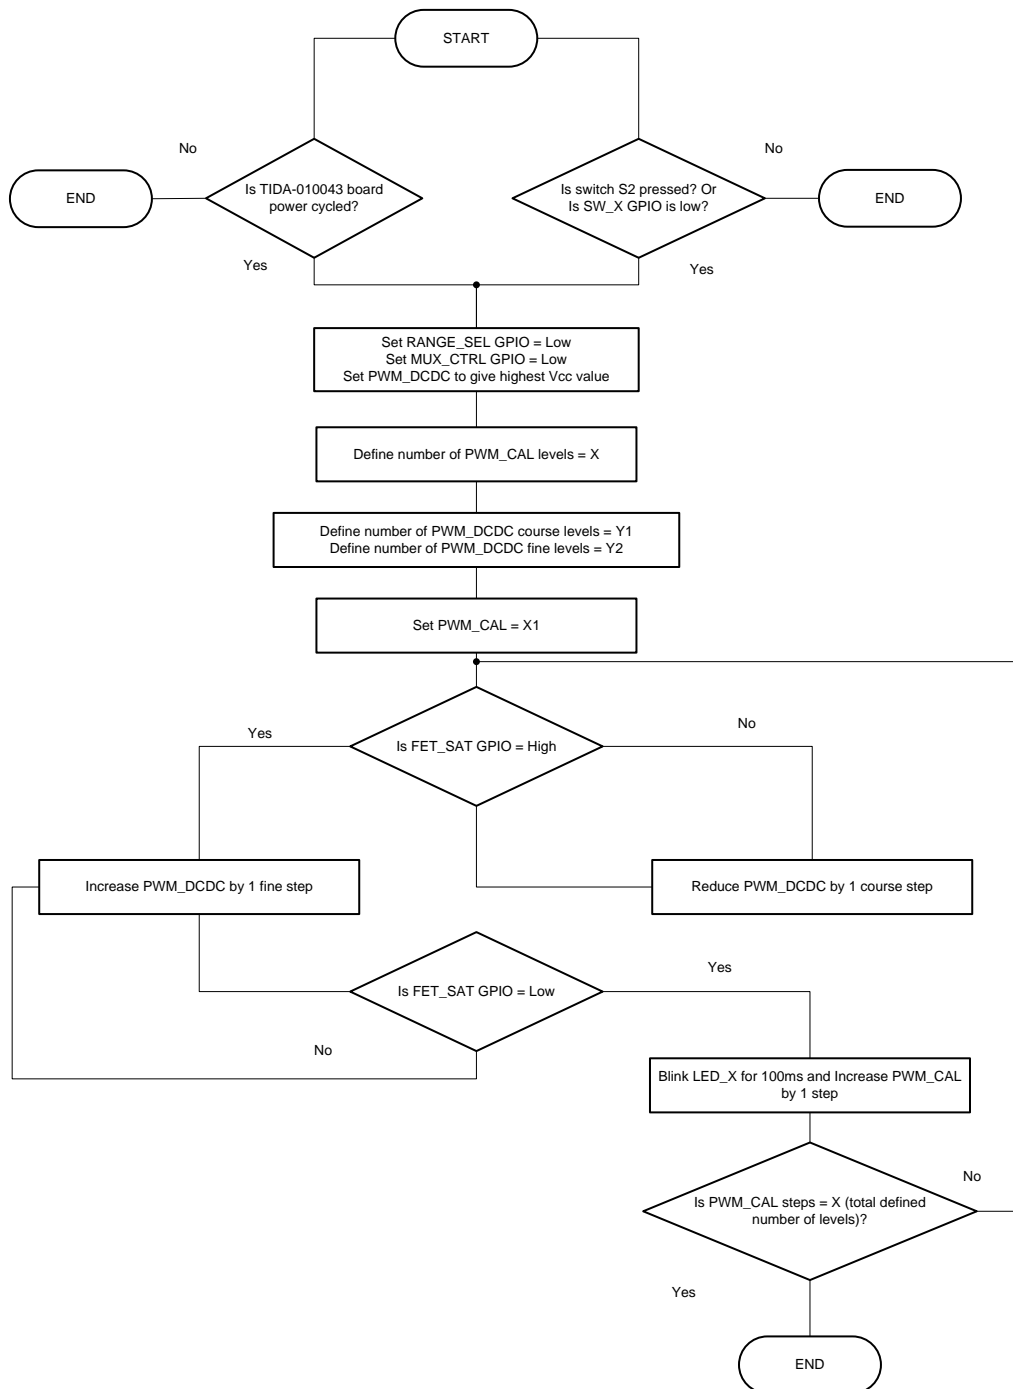 START
No
No
END
Is TIDA-010043 board
power cycled?
Is switch S2 pressed? Or
Is SW_X GPIO is low?
END
Yes
Yes
Set RANGE_SEL GPIO = Low
Set MUX_CTRL GPIO = Low
Set PWM_DCDC to give highest Vcc value
Define number of PWM_CAL levels = X
Define number of PWM_DCDC course levels = Y1
Define number of PWM_DCDC fine levels = Y2
Set PWM_CAL = X1
Yes
No
Is FET_SAT GPIO = High
Increase PWM_DCDC by 1 fine step
Reduce PWM_DCDC by 1 course step
Yes
Is FET_SAT GPIO = Low
No
Blink LED_X for 100ms and Increase PWM_CAL
by 1 step
No
Is PWM_CAL steps = X (total defined
number of levels)?
Yes
END